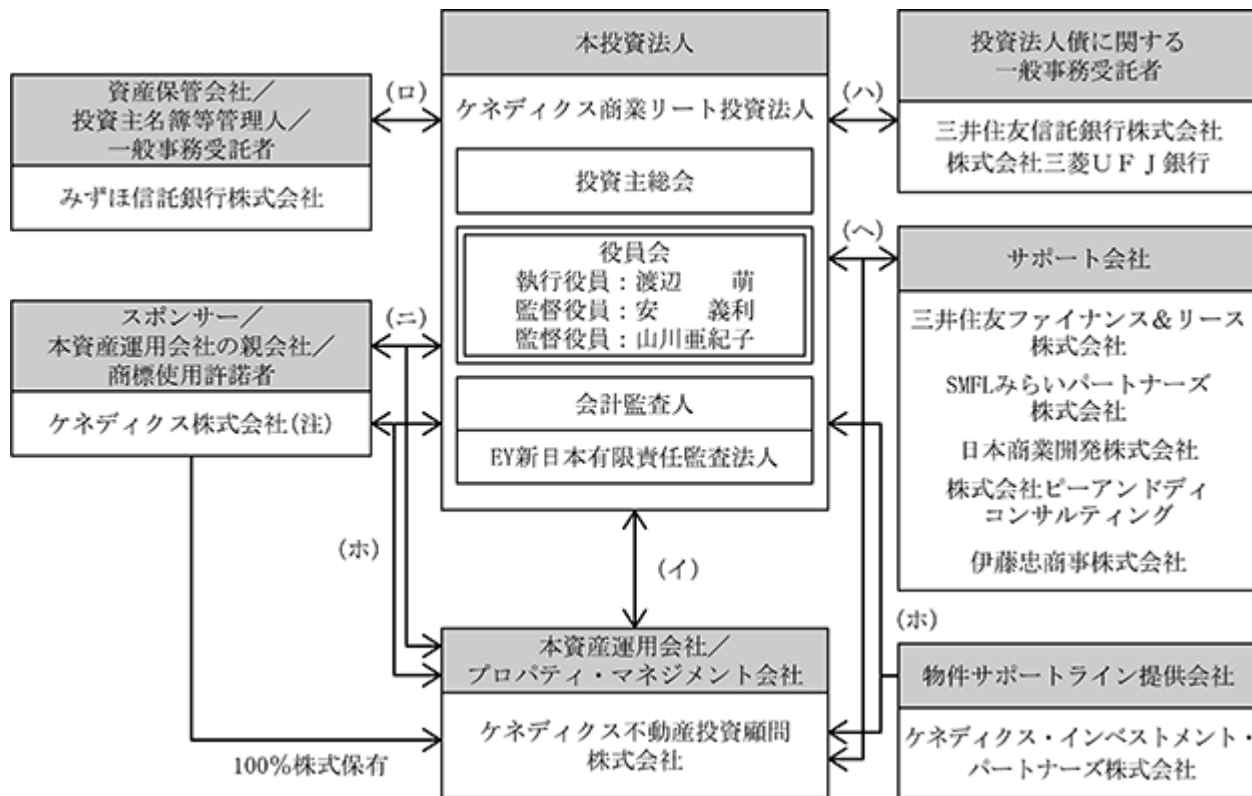 本投資法人
ケネディクス商業リート投資法人
投資主総会
役員会
執行役員：渡辺　　萌
監督役員：安　　義利
監督役員：山川亜紀子
会計監査人
EY新日本有限責任監査法人
資産保管会社／
投資主名簿等管理人／
一般事務受託者
みずほ信託銀行株式会社
(ロ)
スポンサー／
本資産運用会社の親会社／
商標使用許諾者
ケネディクス株式会社(注)
(ニ)
(ホ)
100％株式保有
(イ)
本資産運用会社／
プロパティ・マネジメント会社
ケネディクス不動産投資顧問
株式会社
投資法人債に関する
一般事務受託者
三井住友信託銀行株式会社
株式会社三菱ＵＦＪ銀行
(ハ)
(ヘ)
サポート会社
三井住友ファイナンス＆リース
株式会社
SMFLみらいパートナーズ
株式会社
日本商業開発株式会社
株式会社ピーアンドディ
コンサルティング
伊藤忠商事株式会社
(ホ)
物件サポートライン提供会社
ケネディクス・インベストメント・
パートナーズ株式会社